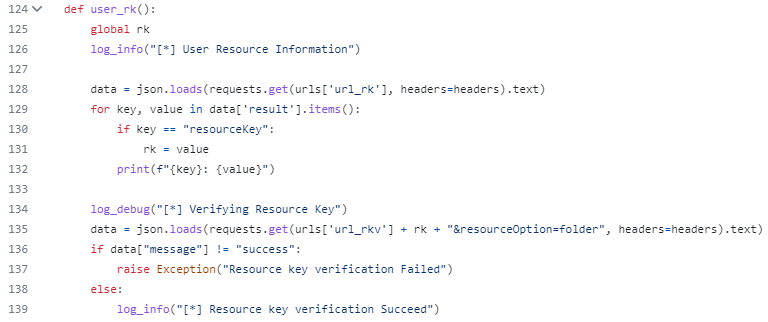 124 def user_rk():
125     global rk
126     log_info("[*] User Resource Information")
127
128     data = json.loads(requests.get(urls['url_rk'], headers=headers).text)
129     for key, value in data['result'].items():
130         if key == "resourceKey":
131             rk = value
132         print(f"{key}: {value}")
133
134     log_debug("[*] Verifying Resource Key")
135     data = json.loads(requests.get(urls['url_rkv'] + rk + "&resourceOption=folder", headers=headers).text)
136     if data["message"] != "success":
137         raise Exception("Resource key verification Failed")
138     else:
139         log_info("[*] Resource key verification Succeed")